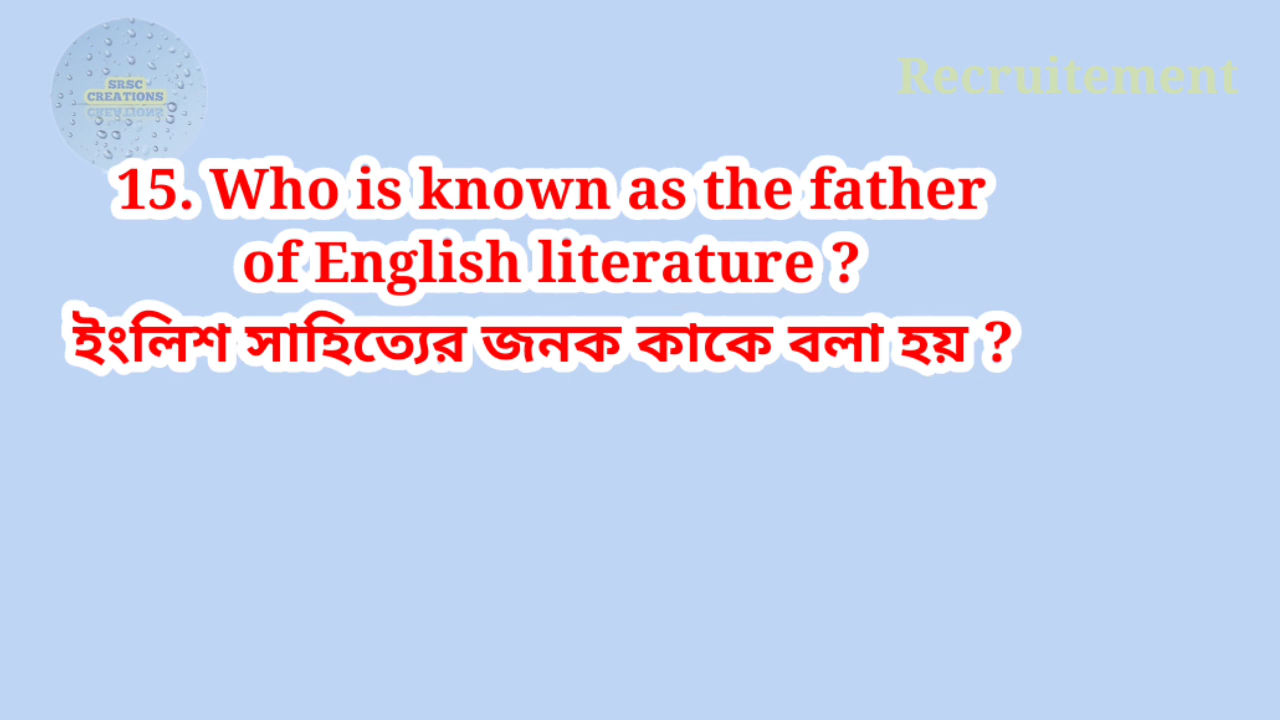 SRSC
CREATIONS
Recruitement
15. Who is known as the father
of English literature ?
ইংলিশ সাহিত্যের জনক কাকে বলা হয় ?